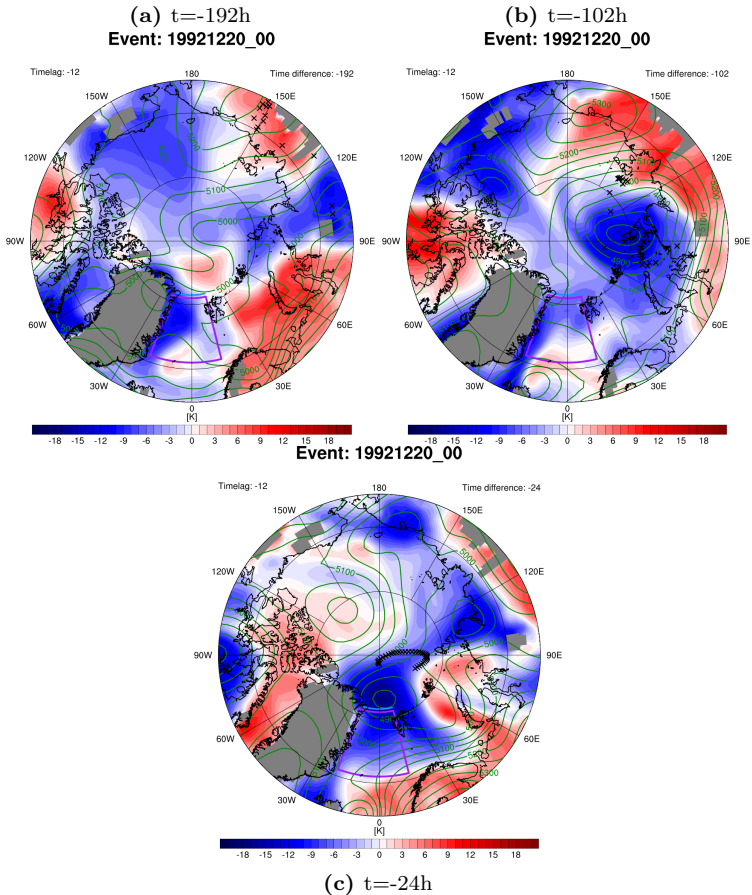 (a) t=-192h
(b) t=-102h
Event: 19921220_00
Event: 19921220_00
Timelag: -12
180
Time difference: -192
Timelag: -12
180
Time difference: -102
150W
150E
150W
150E
120W
120E
120W
120E
90W
90E
90W
90E
60W
60E
60W
60E
30W
30E
30W
30E
0
0
[K]
[K]
5100
5000
5000
5300
5200
5100
-18 -15 -12 -9 -6 -3 0 3 6 9 12 15 18
-18 -15 -12 -9 -6 -3 0 3 6 9 12 15 18
Event: 19921220_00
Timelag: -12
180
Time difference: -24
150W
150E
120W
120E
90W
90E
60W
60E
30W
30E
0
[K]
5000
5100
5100
5300
-18 -15 -12 -9 -6 -3 0 3 6 9 12 15 18
(c) t=-24h